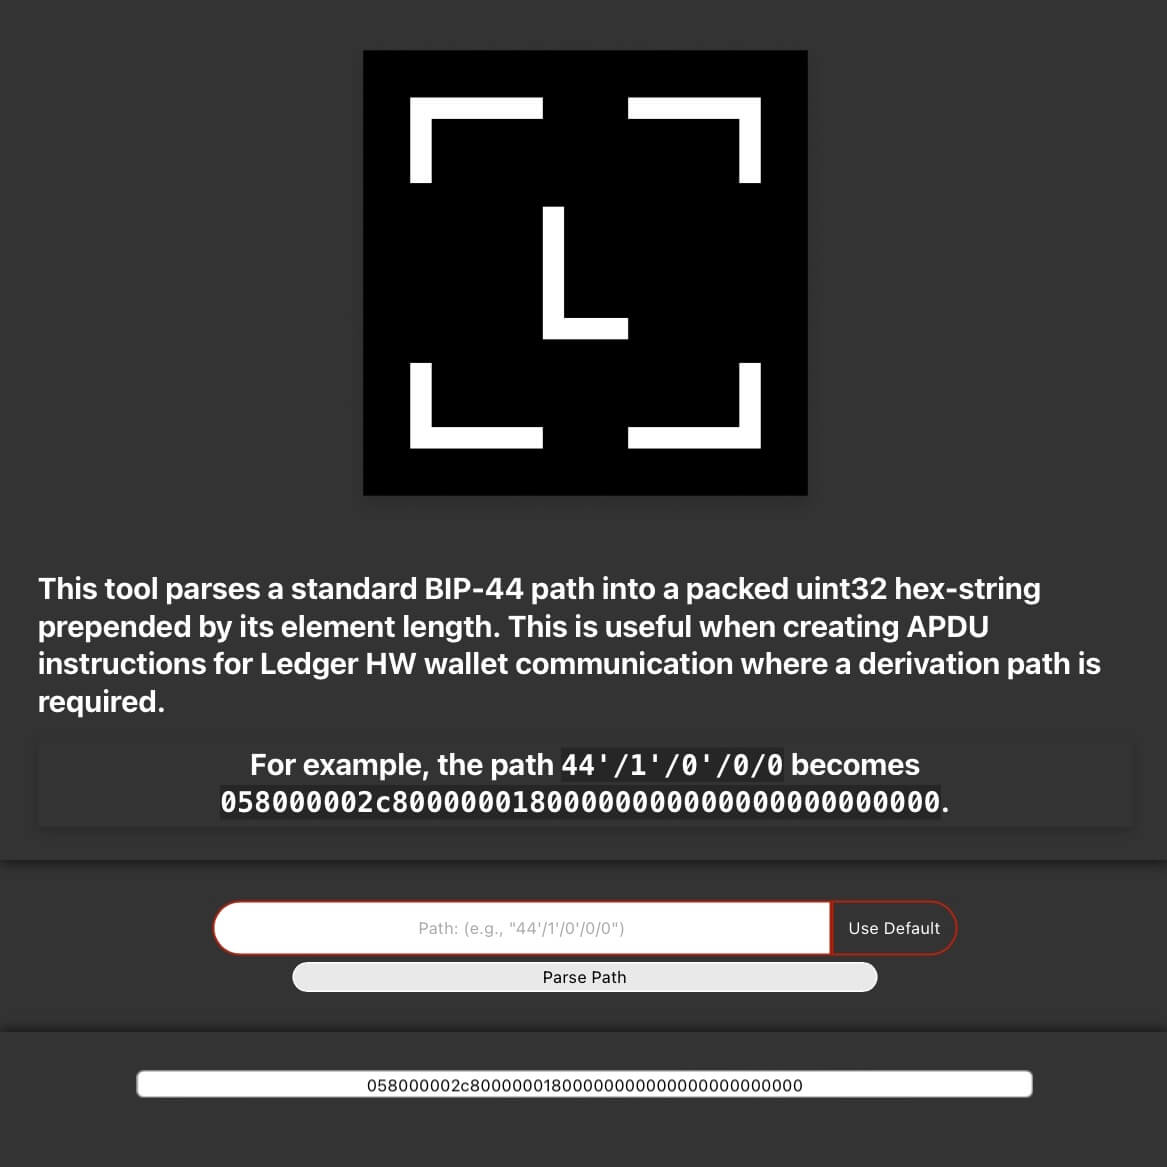 L
This tool parses a standard BIP-44 path into a packed uint32 hex-string
prepended by its element length. This is useful when creating APDU
instructions for Ledger HW wallet communication where a derivation path is
required.
For example, the path 44'/1'/0'/0/0 becomes
058000002c80000001800000000000000000000000.
Path: (e.g., "44'/1'/0'/0/0")
Use Default
Parse Path
058000002c80000001800000000000000000000000